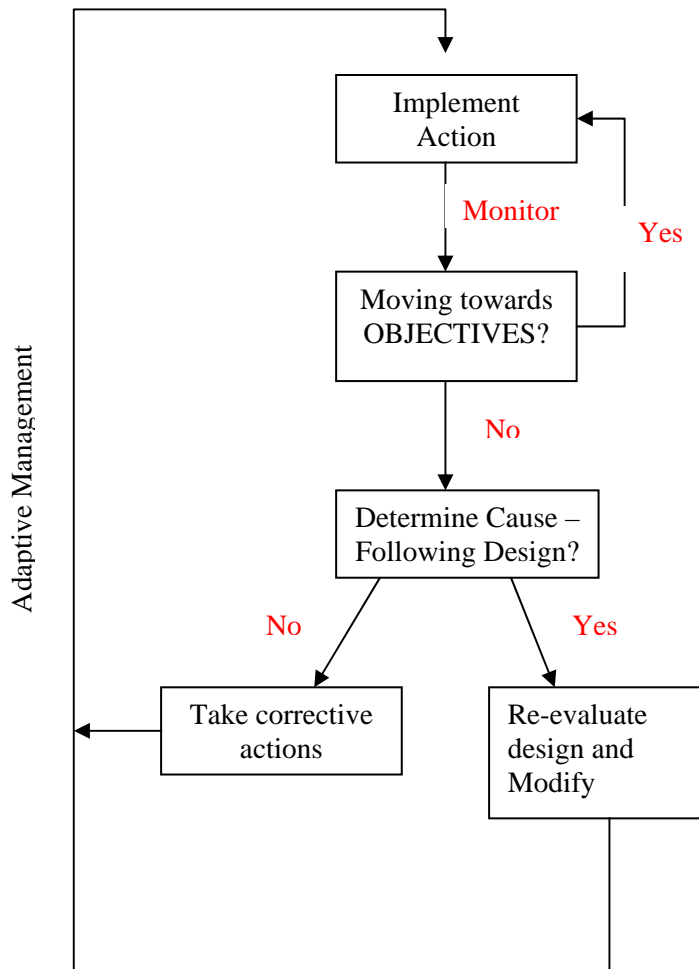 Implement
Action
Monitor
Yes
Moving towards
OBJECTIVES?
No
Determine Cause –
Following Design?
No
Yes
Take corrective
actions
Re-evaluate
design and
Modify
Adaptive Management